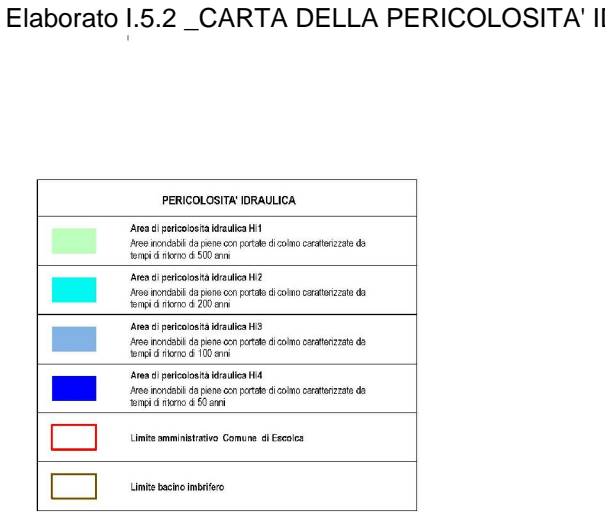 Elaborato I.5.2 _CARTA DELLA PERICOLOSITA'
PERICOLOSITA' IDRAULICA
Area di pericolosità idraulica Hi1
Aree inondabili da piene con portate di colmo caratterizzate da
tempi di ritorno di 500 anni
Area di pericolosità idraulica Hi2
Aree inondabili da piene con portate di colmo caratterizzate da
tempi di ritorno di 200 anni
Area di pericolosità idraulica Hi3
Aree inondabili da piene con portate di colmo caratterizzate da
tempi di ritorno di 100 anni
Area di pericolosità idraulica Hi4
Aree inondabili da piene con portate di colmo caratterizzate da
tempi di ritorno di 50 anni
Limite amministrativo Comune di Escolca
Limite bacino imbrifero